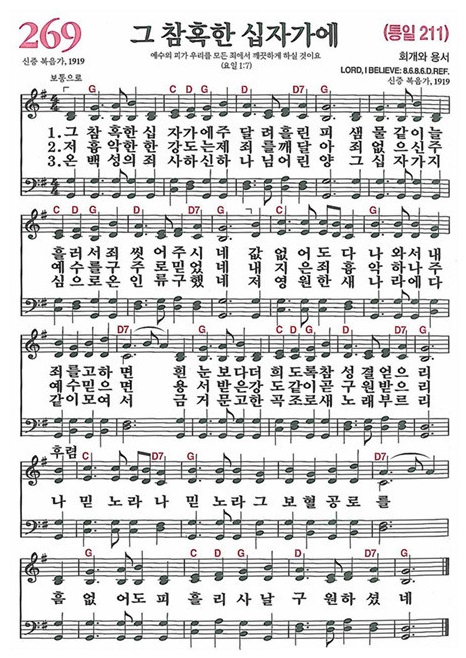 269 그 참혹한 십자가에 (통일 211)
신증 복음가, 1919 예수의 피가 우리를 모든 죄에서 깨끗하게 하실 것이요 회개와 용서
(요일 1:7)
LORD, I BELIEVE: 8.6.8.6.D.REF.
보통으로 신증 복음가, 1919
G C D G D7 G
1. 그 참 혹 한 십 자 가 에 주 달 려 흘 린 피 샘 물 같 이 늘
2. 저 흉 악 한 한 강 도 는 제 죄 를 깨 달 아 죄 없 으 신 주
3. 온 백 성 의 죄 사 하 신 하 나 님 어 린 양 그 십 자 가 지
C D G D D7 G C D G
흘 러 서 죄 씻 어 주 시 네 값 없 어 도 다 나 와 서 내
예 수 를 구 주 로 믿 었 네 내 지 은 죄 흉 악 하 나 주
심 으 로 온 인 류 구 했 네 저 영 원 한 새 나 라 에 다
D7 G C D G D7 G
죄 를 고 하 면 흰 눈 보 다 더 희 도 록 참 성 결 얻 으 리
예 수 믿 으 면 용 서 받 은 강 도 같 이 곧 구 원 받 으 리
같 이 모 여 서 금 거 문 고 한 곡 조 로 새 노 래 부 르 리
후렴 G C G
나 믿 노 라 나 믿 노 라 그 보 혈 공 로 를
G C G D D7 G
흠 없 어 도 피 흘 리 사 날 구 원 하 셨 네